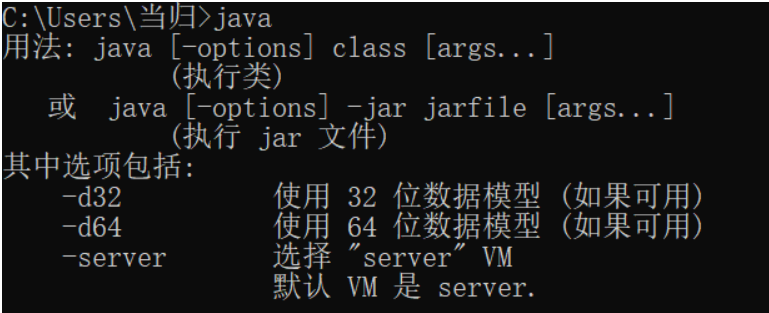 C:\Users\当归>java
用法: java [-options] class [args...]
(执行类)
或 java [-options] -jar jarfile [args...]
(执行 jar 文件)
其中选项包括:
-d32 使用 32 位数据模型 (如果可用)
-d64 使用 64 位数据模型 (如果可用)
-server 选择 "server" VM
默认 VM 是 server.